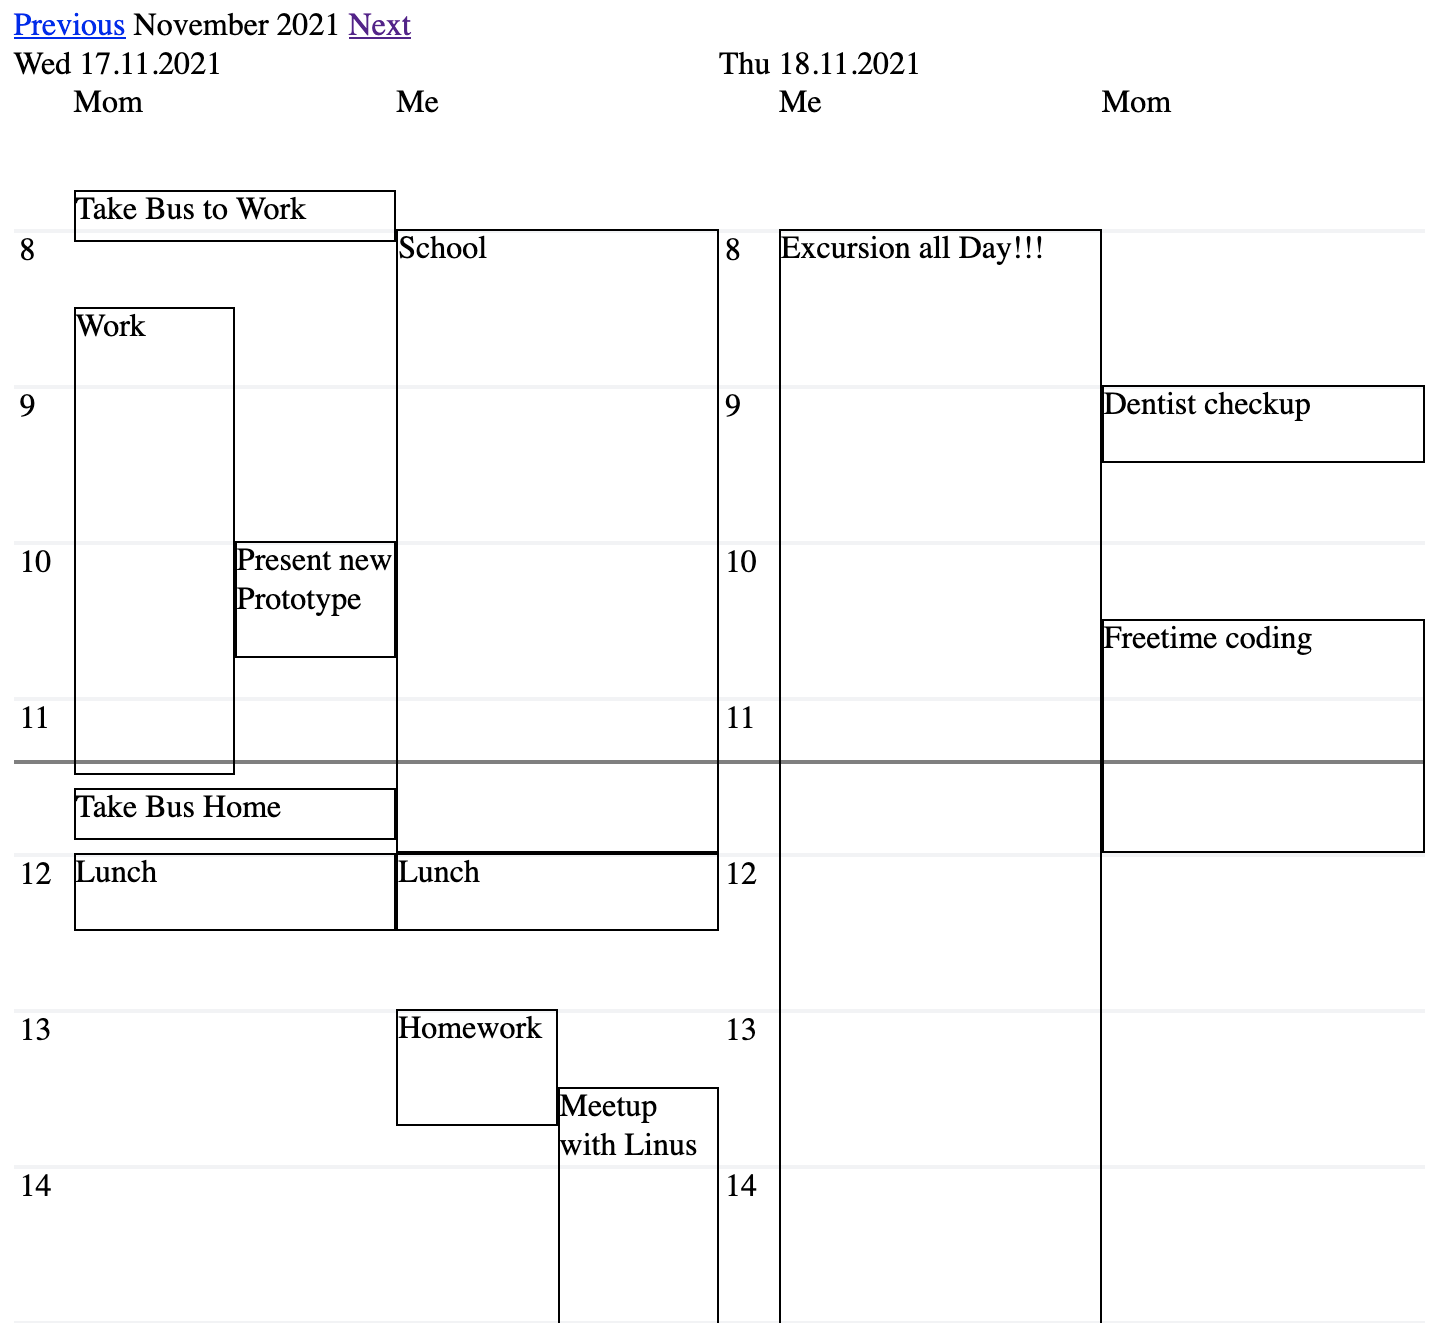 Previous November 2021 Next
Wed 17.11.2021 Thu 18.11.2021
Mom Me Me Mom
Take Bus to Work
8 School 8 Excursion all Day!!!
Work
9 9 Dentist checkup
10 Present new 10
Prototype
Freetime coding
11 11
Take Bus Home
12 Lunch Lunch 12
13 Homework 13
Meetup
with Linus
14 14